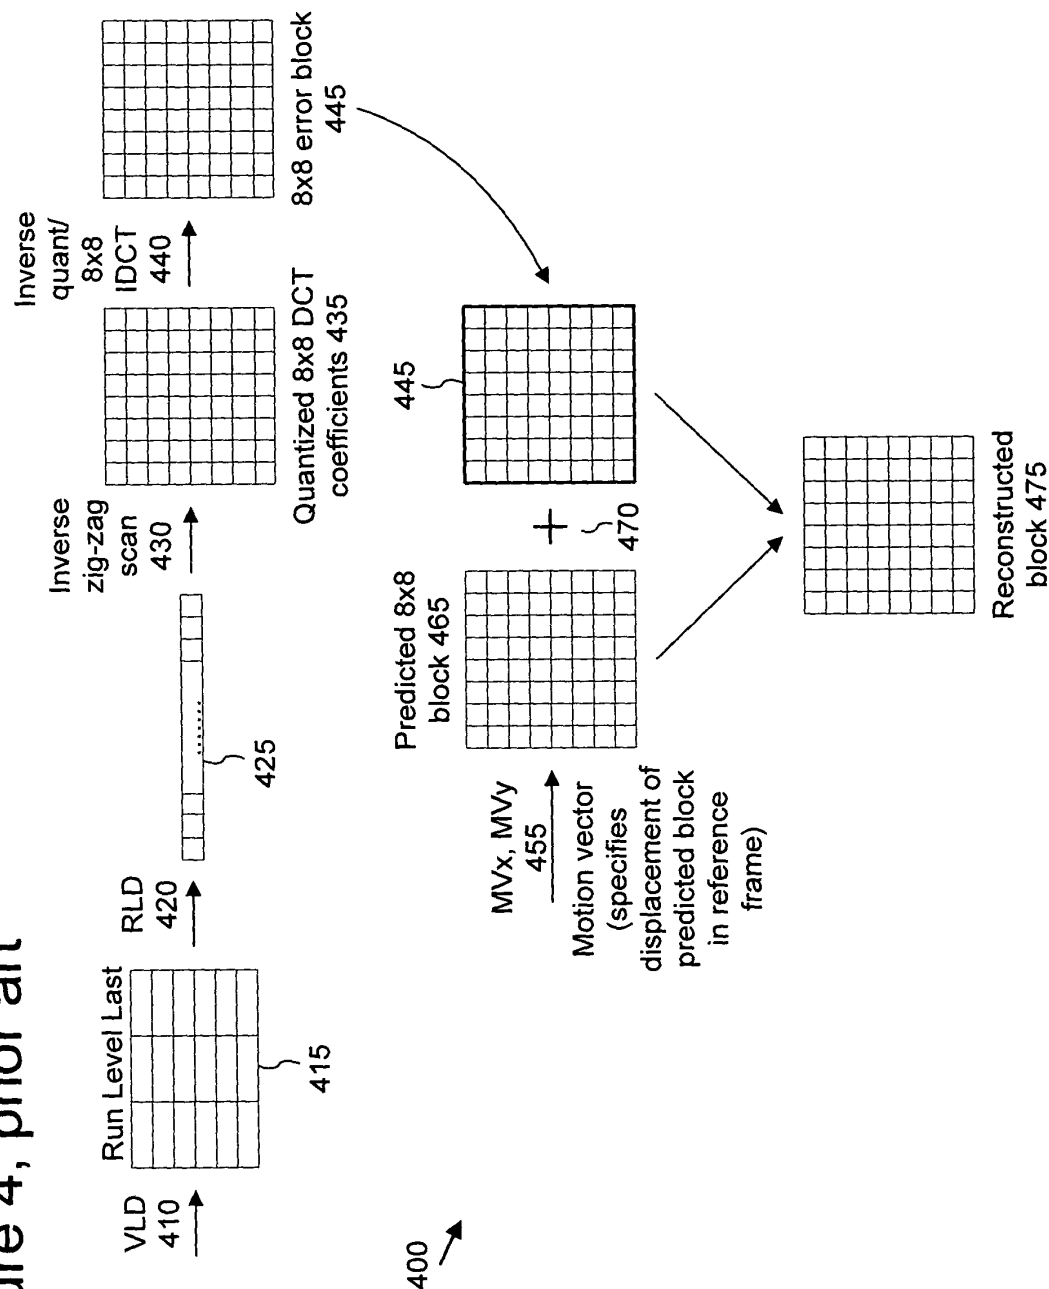 4, prior art
VLD
410
Run Level Last
415
RLD
420
425
Inverse
zig-zag
scan
430
Quantized 8x8 DCT
coefficients 435
Inverse
quant/
8x8
IDCT
440
8x8 error block
445
400
MVx, MVy
455
Motion vector
(specifies
displacement of
predicted block
in reference
frame)
Predicted 8x8
block 465
+
470
445
Reconstructed
block 475